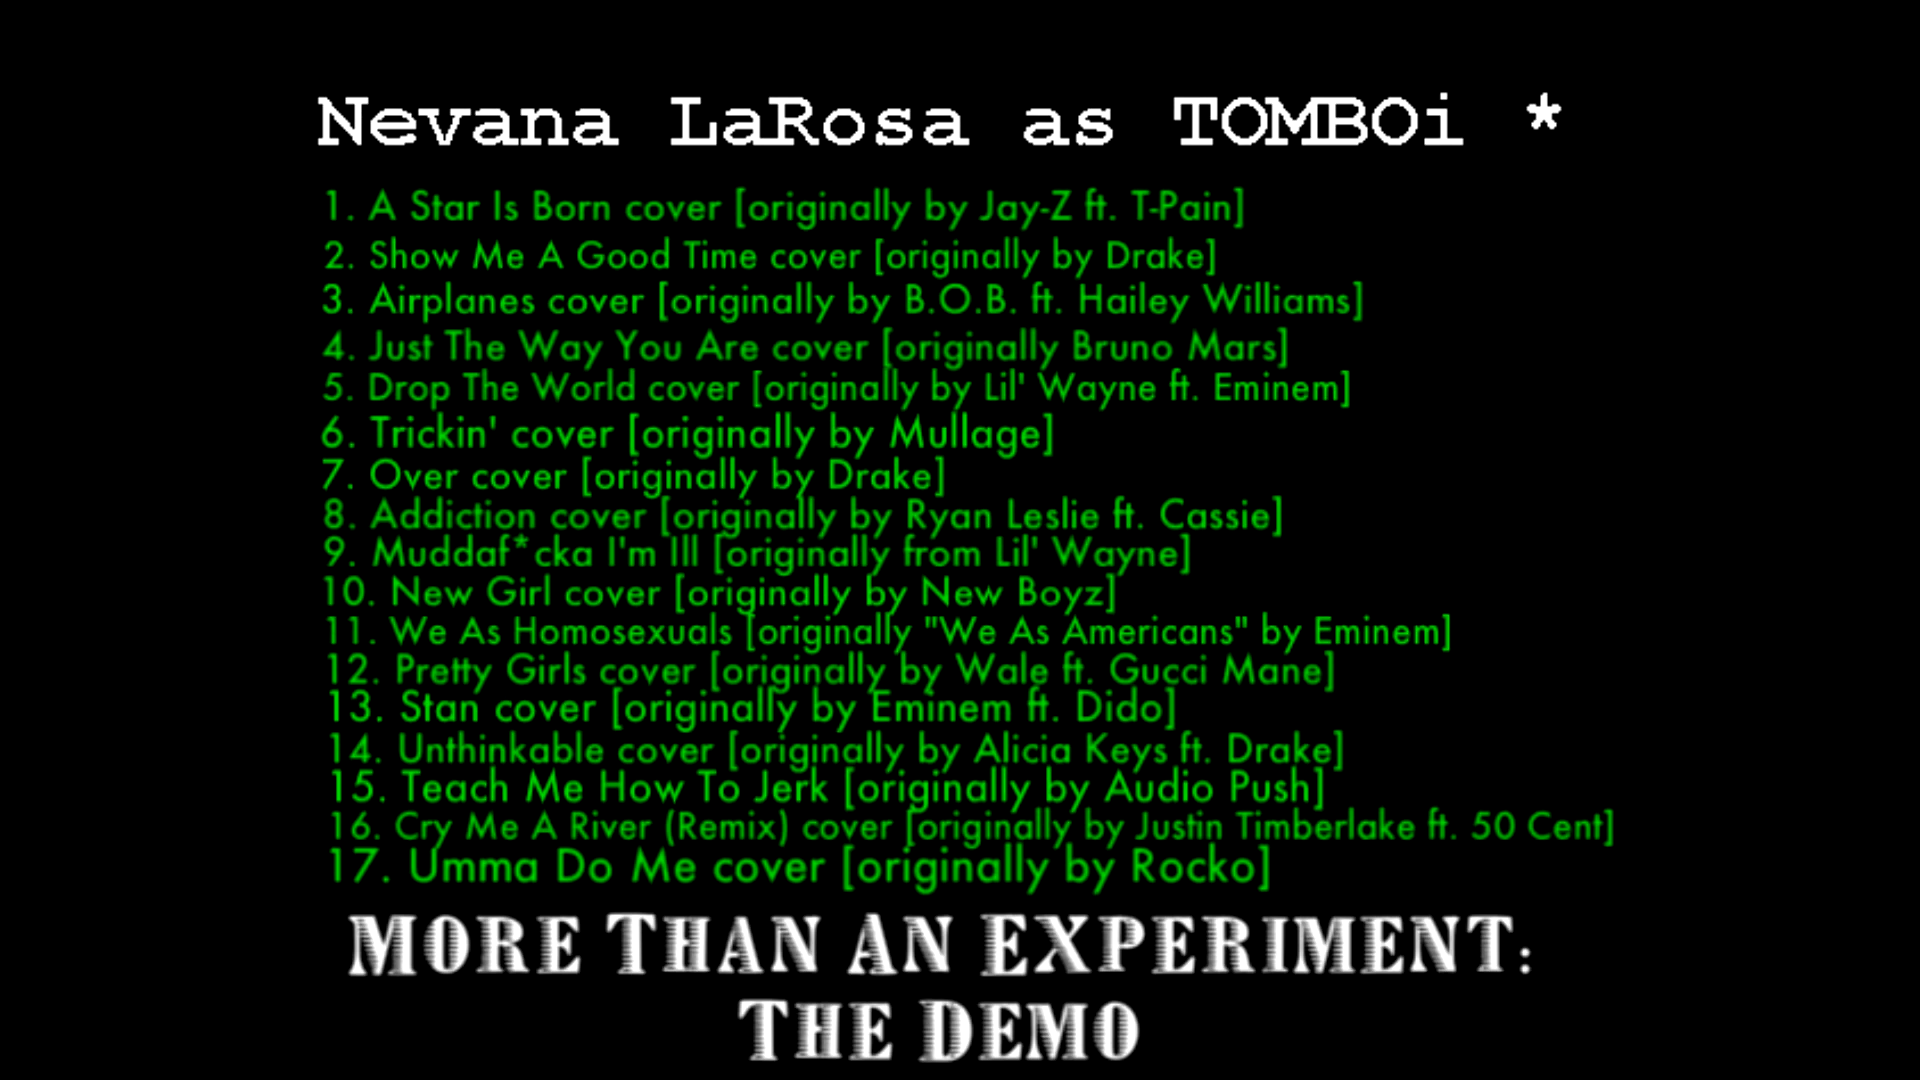 Nevana LaRosa as TOMBOi *
1. A Star Is Born cover [originally by Jay-Z ft. T-Pain]
2. Show Me A Good Time cover [originally by Drake]
3. Airplanes cover [originally by B.O.B. ft. Hailey Williams]
4. Just The Way You Are cover [originally Bruno Mars]
5. Drop The World cover [originally by Lil' Wayne ft. Eminem]
6. Trickin' cover [originally by Mullage]
7. Over cover [originally by Drake]
8. Addiction cover [originally by Ryan Leslie ft. Cassie]
9. Muddaf*cka I'm Ill [originally from Lil' Wayne]
10. New Girl cover [originally by New Boyz]
11. We As Homosexuals [originally "We As Americans" by Eminem]
12. Pretty Girls cover [originally by Wale ft. Gucci Mane]
13. Stan cover [originally by Eminem ft. Dido]
14. Unthinkable cover [originally by Alicia Keys ft. Drake]
15. Teach Me How To Jerk [originally by Audio Push]
16. Cry Me A River (Remix) cover [originally by Justin Timberlake ft. 50 Cent]
17. Umma Do Me cover [originally by Rocko]
MORE THAN AN EXPERIMENT:
THE DEMO